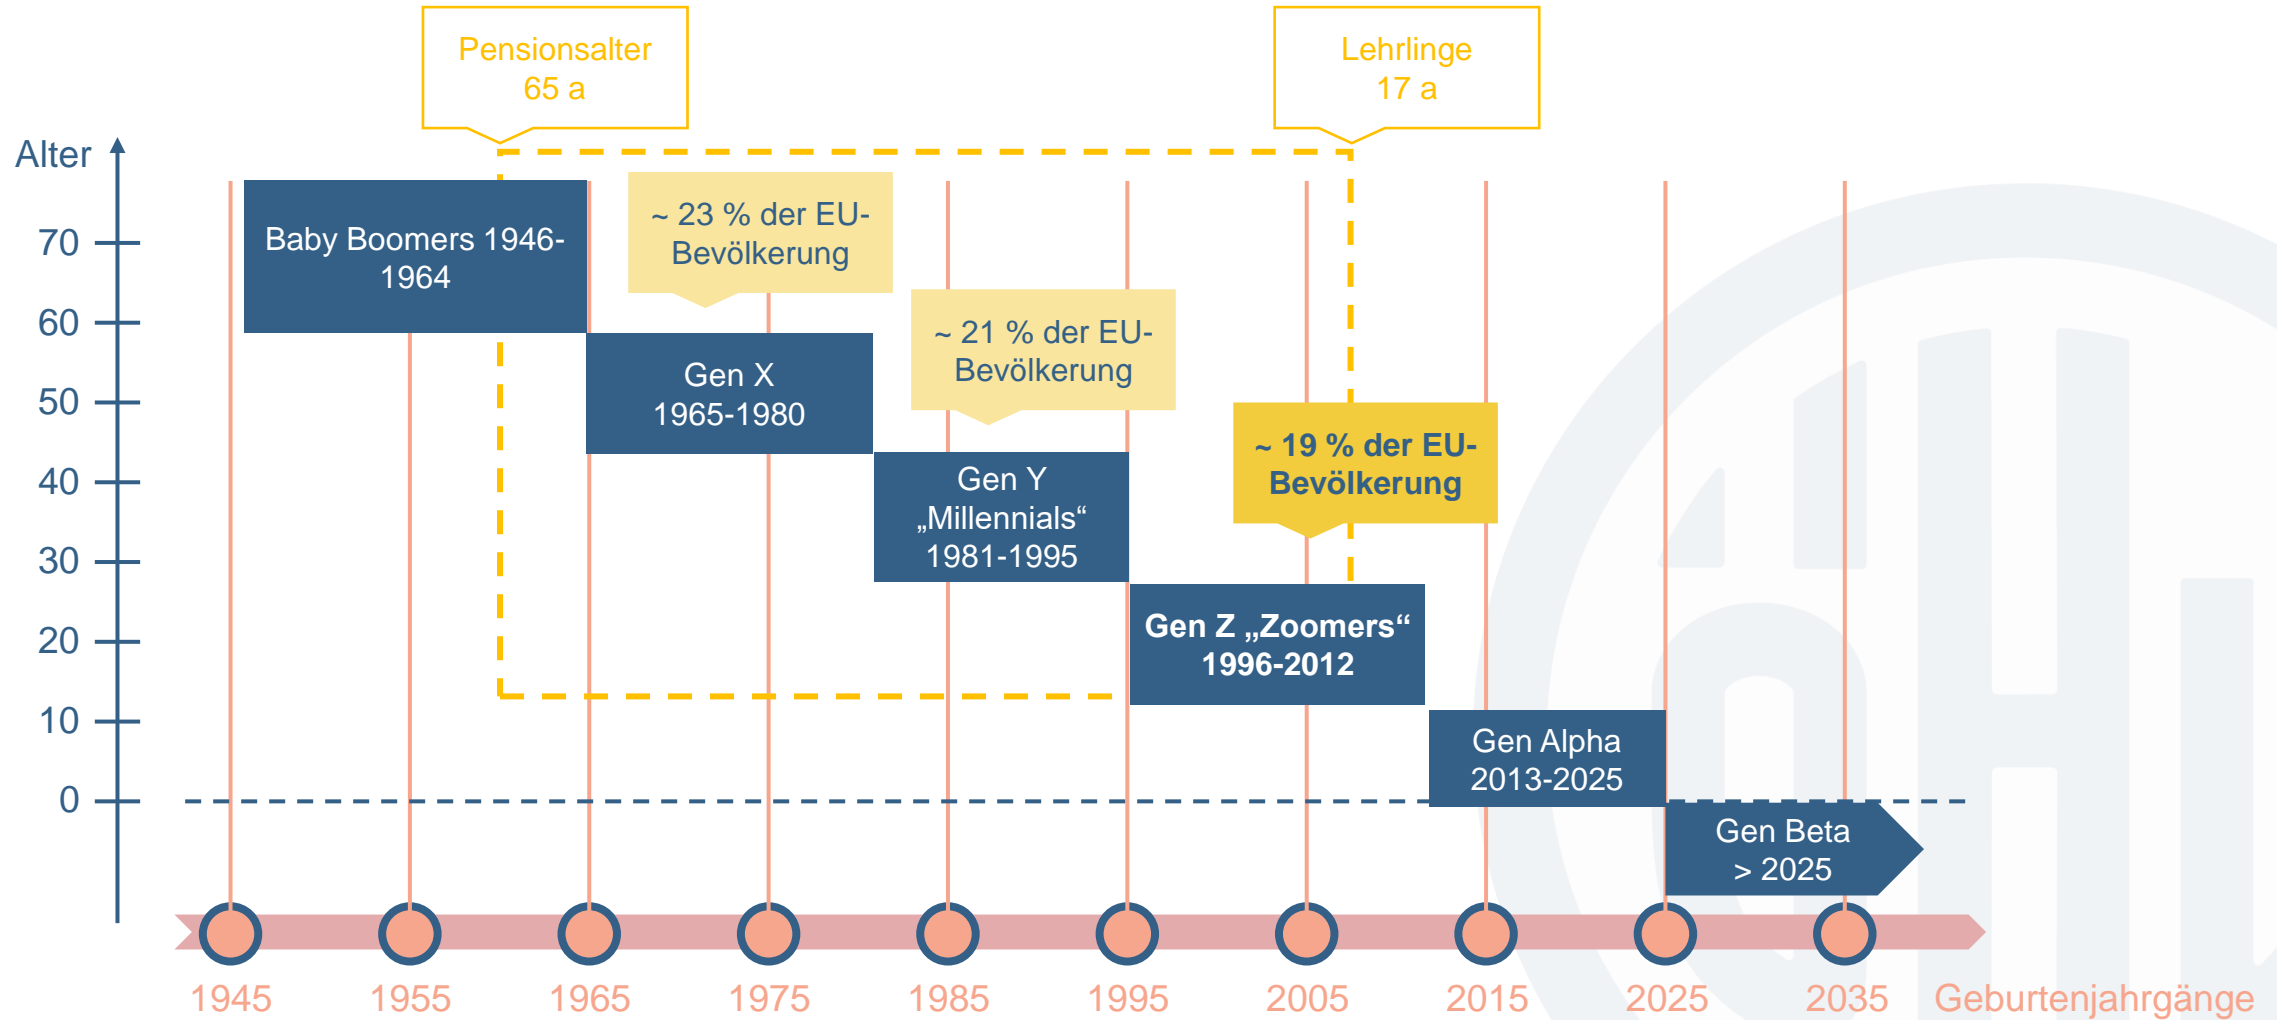 Pensionsalter
65 a
Lehrlinge
17 a
Alter
70
60
50
40
30
20
10
0
Baby Boomers 1946-
1964
~ 23 % der EU-
Bevölkerung
Gen X
1965-1980
~ 21 % der EU-
Bevölkerung
Gen Y
„Millennials“
1981-1995
~ 19 % der EU-
Bevölkerung
Gen Z „Zoomers“
1996-2012
Gen Alpha
2013-2025
Gen Beta
> 2025
1945
1955
1965
1975
1985
1995
2005
2015
2025
2035
Geburtenjahrgänge